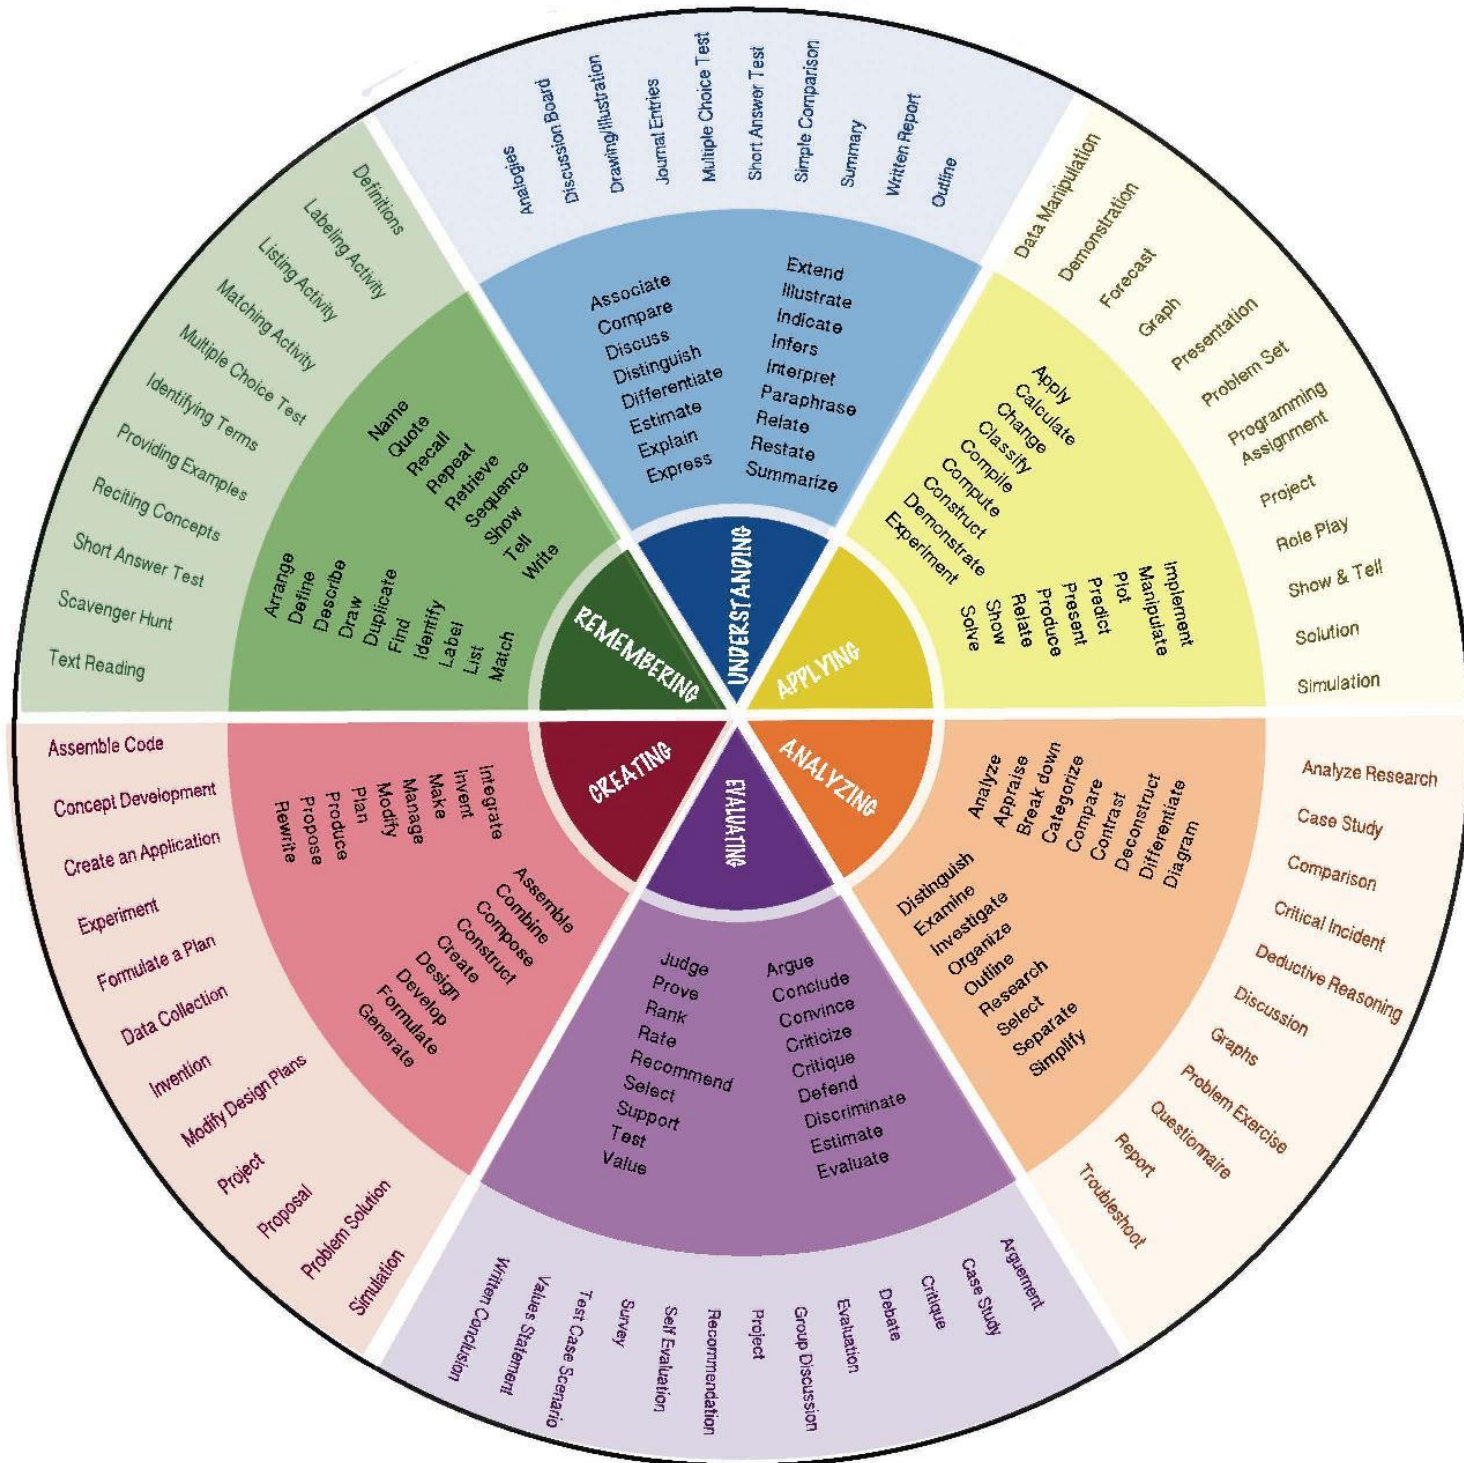 REMEMBERING
Name
Quote
Recall
Repeat
Retrieve
Sequence
Show
Tell
Write
Arrange
Define
Describe
Draw
Duplicate
Find
Identify
Label
List
Match
Definitions
Labeling Activity
Listing Activity
Matching Activity
Multiple Choice Test
Identifying Terms
Providing Examples
Reciting Concepts
Short Answer Test
Scavenger Hunt
Text Reading
UNDERSTANDING
Associate
Compare
Discuss
Distinguish
Differentiate
Estimate
Explain
Express
Extend
Illustrate
Indicate
Infers
Interpret
Paraphrase
Relate
Restate
Summarize
Analogies
Discussion Board
Drawing/Illustration
Journal Entries
Multiple Choice Test
Short Answer Test
Simple Comparison
Summary
Written Report
Outline
APPLYING
Apply
Calculate
Change
Classify
Compile
Compute
Construct
Demonstrate
Experiment
Implement
Manipulate
Plot
Predict
Present
Produce
Relate
Show
Solve
Data Manipulation
Demonstration
Forecast
Graph
Presentation
Problem Set
Programming
Assignment
Project
Role Play
Show & Tell
Solution
Simulation
ANALYZING
Analyze
Appraise
Break down
Categorize
Compare
Contrast
Deconstruct
Differentiate
Diagram
Distinguish
Examine
Investigate
Organize
Outline
Research
Select
Separate
Simplify
Analyze Research
Case Study
Comparison
Critical Incident
Deductive Reasoning
Discussion
Graphs
Problem Exercise
Questionnaire
Report
Troubleshoot
EVALUATING
Argue
Conclude
Convince
Criticize
Critique
Defend
Discriminate
Estimate
Evaluate
Judge
Prove
Rank
Rate
Recommend
Select
Support
Test
Value
Arguement
Case Study
Critique
Debate
Evaluation
Group Discussion
Project
Recommendation
Self Evaluation
Survey
Test Case Scenario
Values Statement
Written Conclusion
CREATING
Assemble
Combine
Compose
Construct
Create
Design
Develop
Formulate
Generate
Integrate
Invent
Make
Manage
Modify
Plan
Produce
Propose
Rewrite
Assemble Code
Concept Development
Create an Application
Experiment
Formulate a Plan
Data Collection
Invention
Modify Design Plans
Project
Proposal
Problem Solution
Simulation